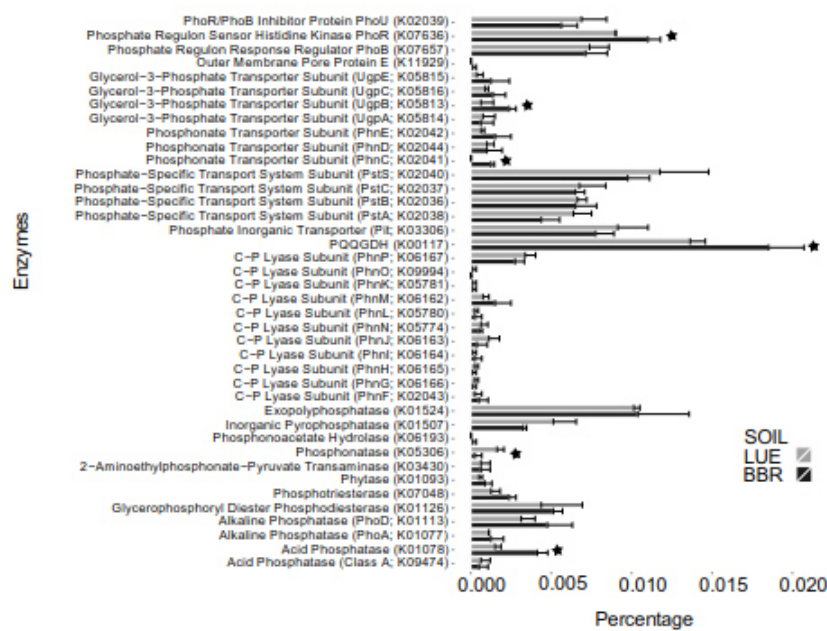 PhoR/PhoB Inhibitor Protein PhoU (K02039)
Phosphate Regulon Sensor Histidine Kinase PhoR (K07636)
Phosphate Regulon Response Regulator PhoB (K07657)
Outer Membrane Pore Protein E (K11929)
Glycerol−3−Phosphate Transporter Subunit (UgpE; K05815)
Glycerol−3−Phosphate Transporter Subunit (UgpC; K05816)
Glycerol−3−Phosphate Transporter Subunit (UgpB; K05813)
Glycerol−3−Phosphate Transporter Subunit (UgpA; K05814)
Phosphonate Transporter Subunit (PhnE; K02042)
Phosphonate Transporter Subunit (PhnD; K02044)
Phosphonate Transporter Subunit (PhnC; K02041)
Phosphate−Specific Transport System Subunit (PstS; K02040)
Phosphate−Specific Transport System Subunit (PstC; K02037)
Phosphate−Specific Transport System Subunit (PstB; K02036)
Phosphate−Specific Transport System Subunit (PstA; K02038)
Phosphate Inorganic Transporter (Pit; K03306)
PQQGDH (K00117)
C−P Lyase Subunit (PhnP; K06167)
C−P Lyase Subunit (PhnO; K09994)
C−P Lyase Subunit (PhnK; K05781)
C−P Lyase Subunit (PhnM; K06162)
C−P Lyase Subunit (PhnL; K05780)
C−P Lyase Subunit (PhnN; K05774)
C−P Lyase Subunit (PhnJ; K06163)
C−P Lyase Subunit (PhnI; K06164)
C−P Lyase Subunit (PhnH; K06165)
C−P Lyase Subunit (PhnG; K06166)
C−P Lyase Subunit (PhnF; K02043)
Exopolyphosphatase (K01524)
Inorganic Pyrophosphatase (K01507)
Phosphonoacetate Hydrolase (K06193)
Phosphonatase (K05306)
2−Aminoethylphosphonate−Pyruvate Transaminase (K03430)
Phytase (K01093)
Phosphotriesterase (K07048)
Glycerophosphoryl Diester Phosphodiesterase (K01126)
Alkaline Phosphatase (PhoD; K01113)
Alkaline Phosphatase (PhoA; K01077)
Acid Phosphatase (K01078)
Acid Phosphatase (Class A; K09474)
Enzymes
SOIL
LUE
BBR
0.000 0.005 0.010 0.015 0.020
Percentage